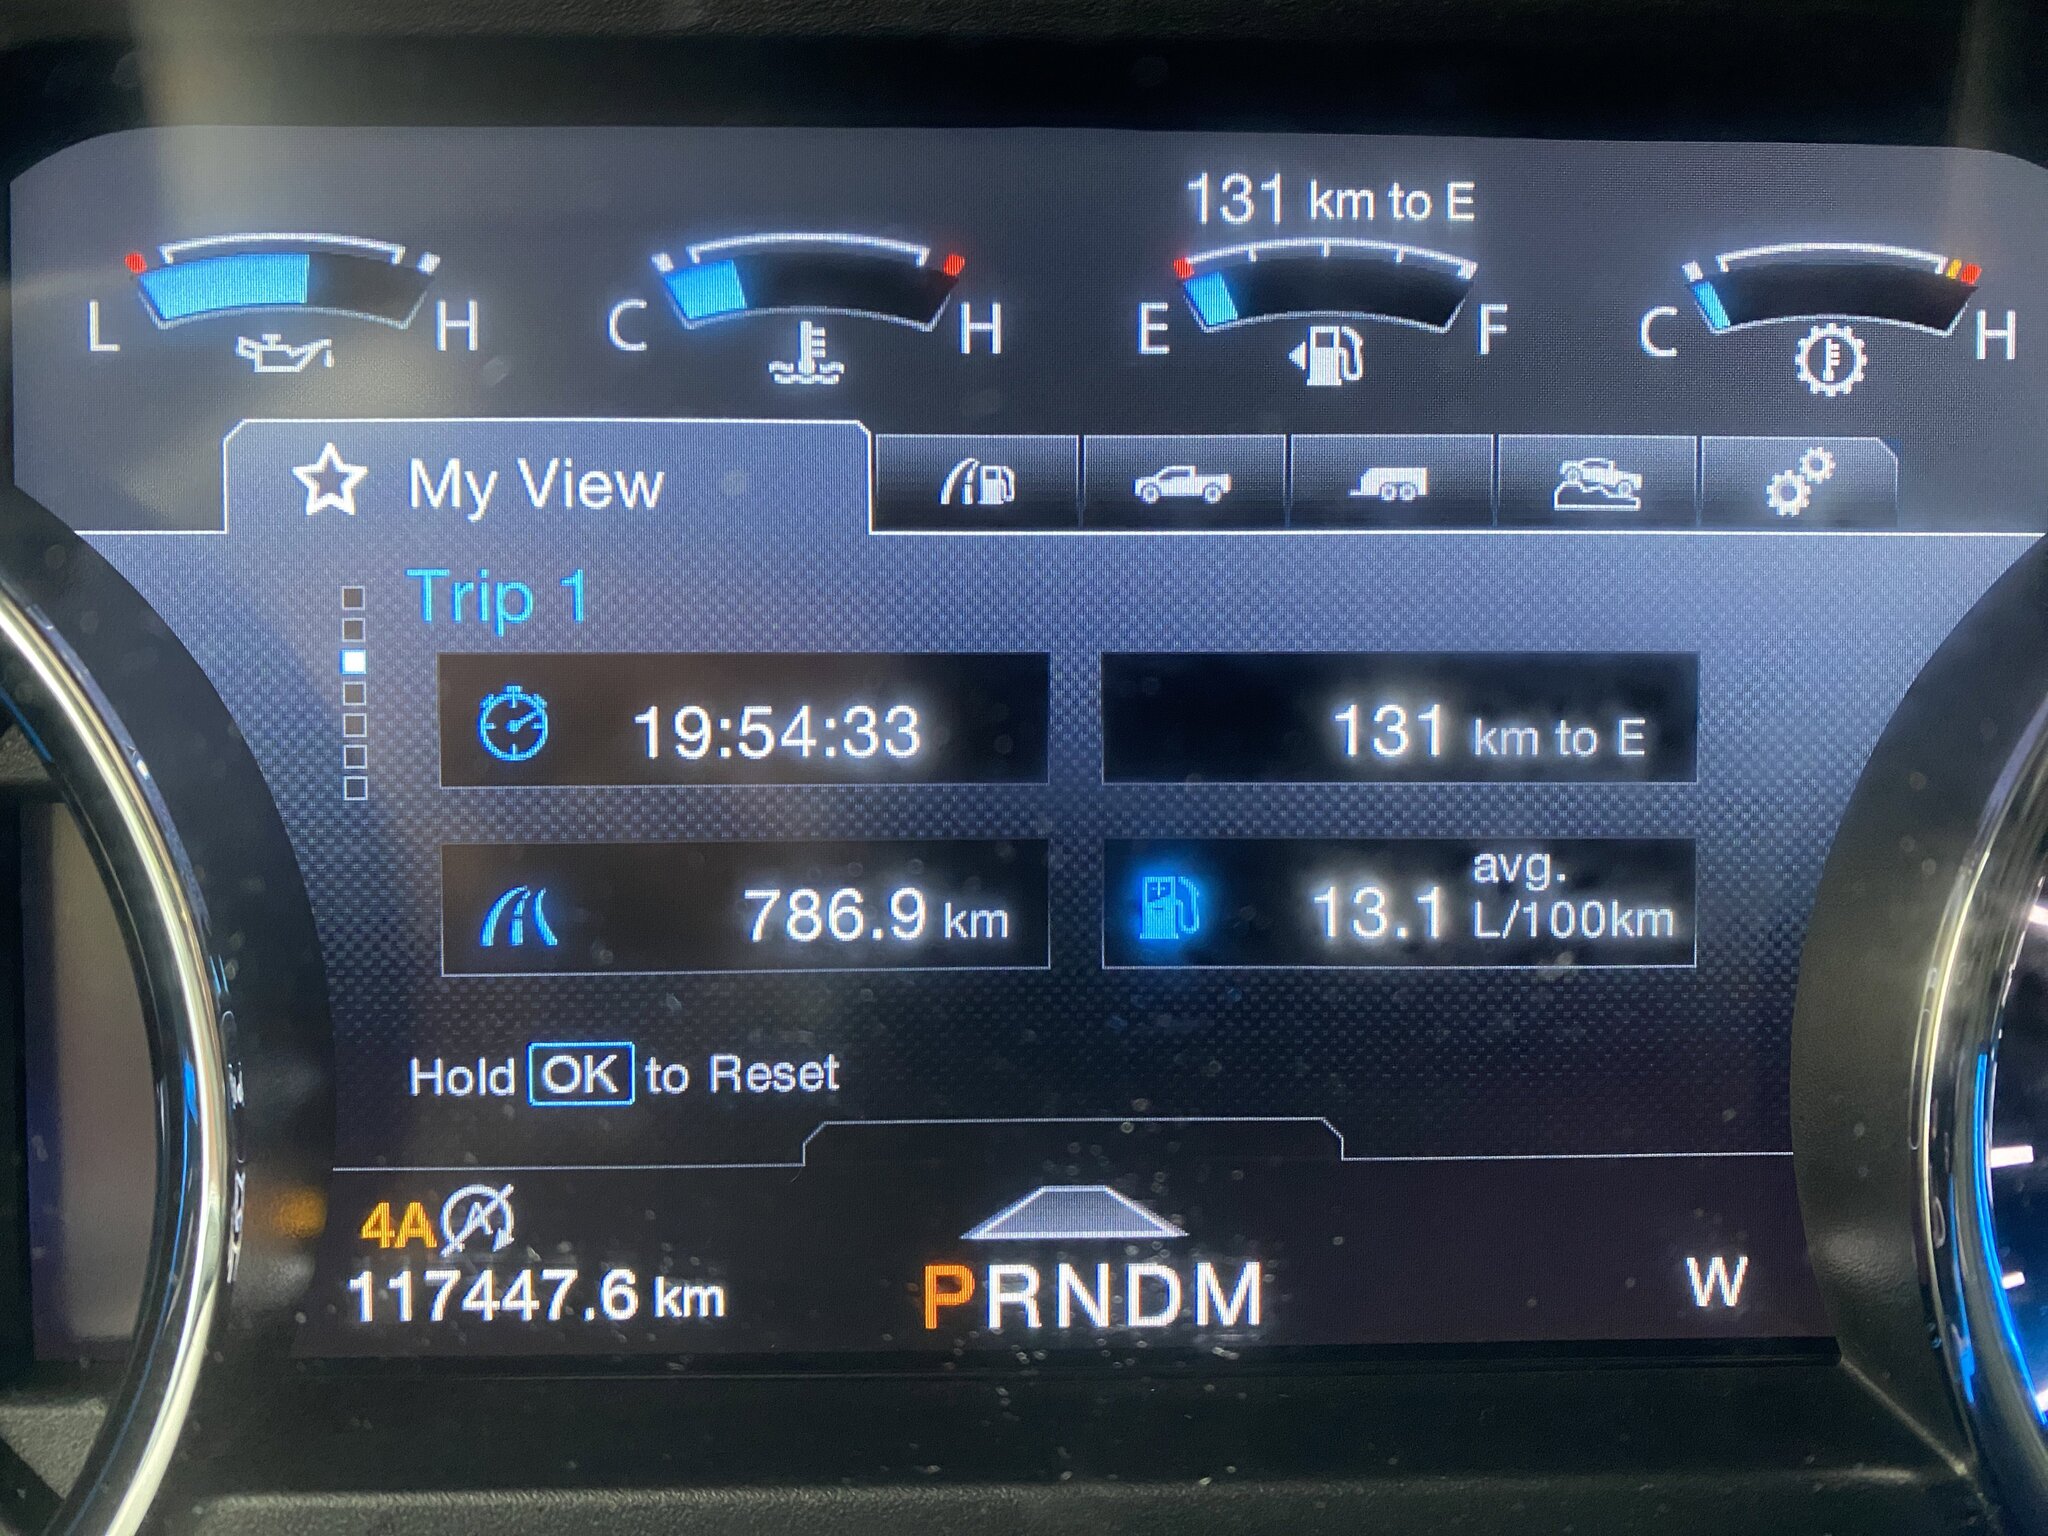 131 km to E
L H C H E F C H
My View
Trip 1
19:54:33
131 km to E
786.9 km
13.1 avg. L/100km
Hold OK to Reset
4A A
117447.6 km
PRNDM
W